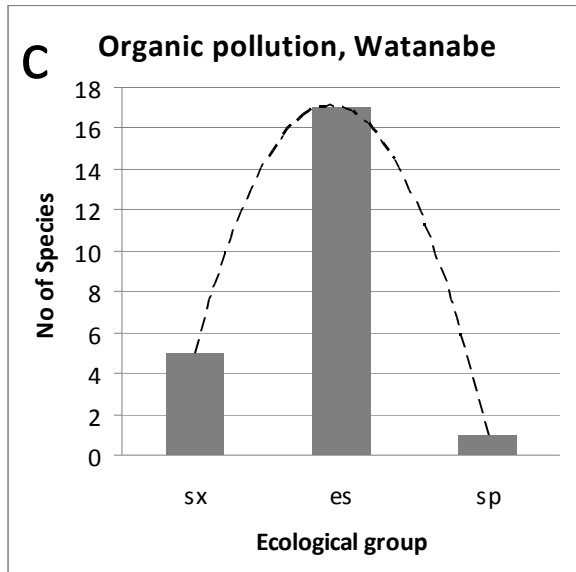 C
Organic pollution, Watanabe
No of Species
18
16
14
12
10
8
6
4
2
0
sx
es
sp
Ecological group